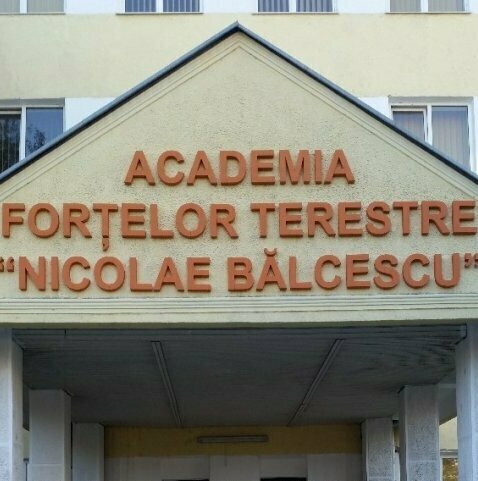 ACADEMIA
FORȚELOR TERESTRE
“NICOLAE BĂLCESCU”